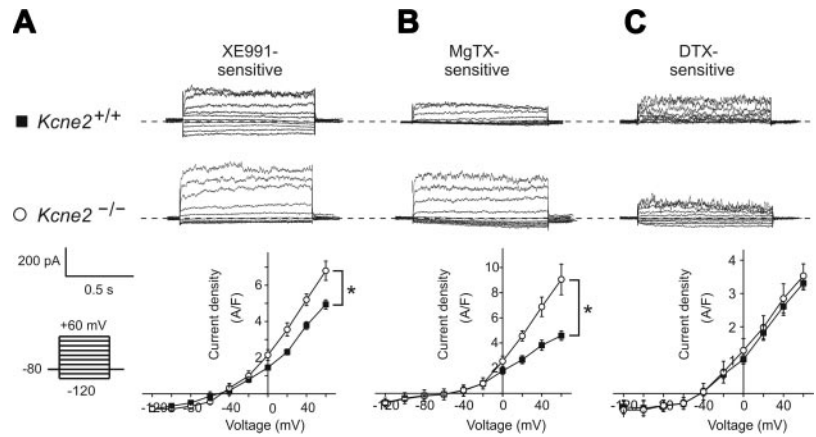 A
B
C
XE991-
sensitive
MgTX-
sensitive
DTX-
sensitive
Kcne2+/+
Kcne2−/−
200 pA
0.5 s
+60 mV
-80
-120
Current density
(A/F)
6
4
2
*
-120 -80 -40 0 40
Voltage (mV)
Current density
(A/F)
10
8
6
4
2
*
-120 -80 -40 0 40
Voltage (mV)
Current density
(A/F)
4
3
2
1
-120 -80 -40 0 40
Voltage (mV)